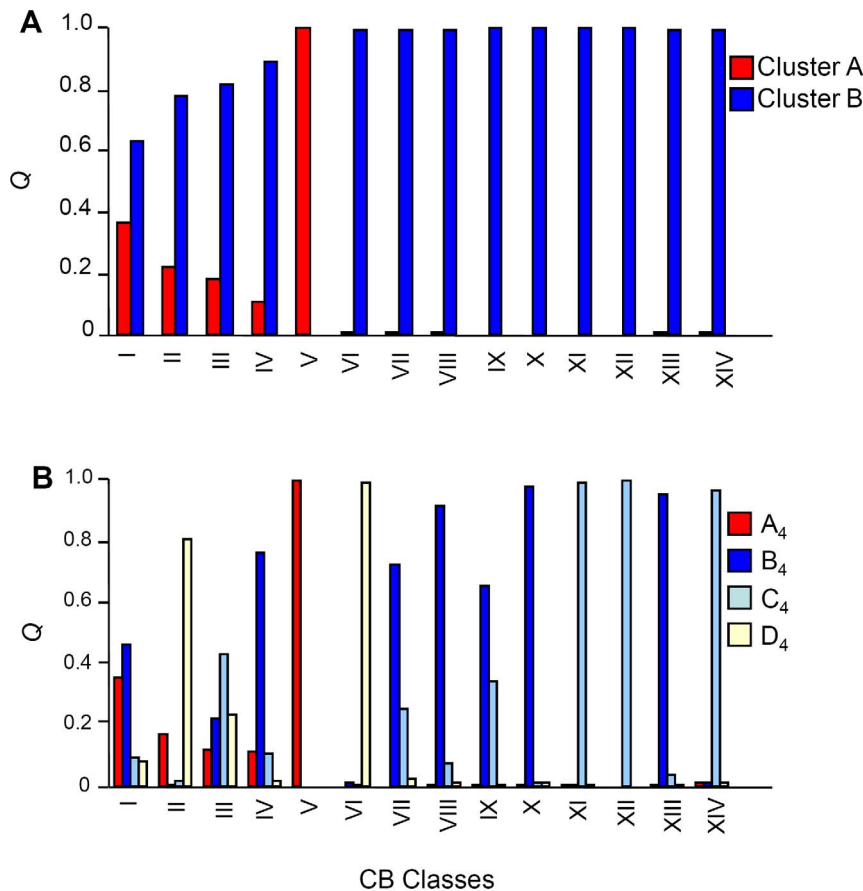 A
1.0
0.8
0.6
0.4
0.2
0
Q
Cluster A
Cluster B
I II III IV V VI VII VIII IX X XI XII XIII XIV
B
1.0
0.8
0.6
0.4
0.2
0
Q
A₄
B₄
C₄
D₄
I II III IV V VI VII VIII IX X XI XII XIII XIV
CB Classes